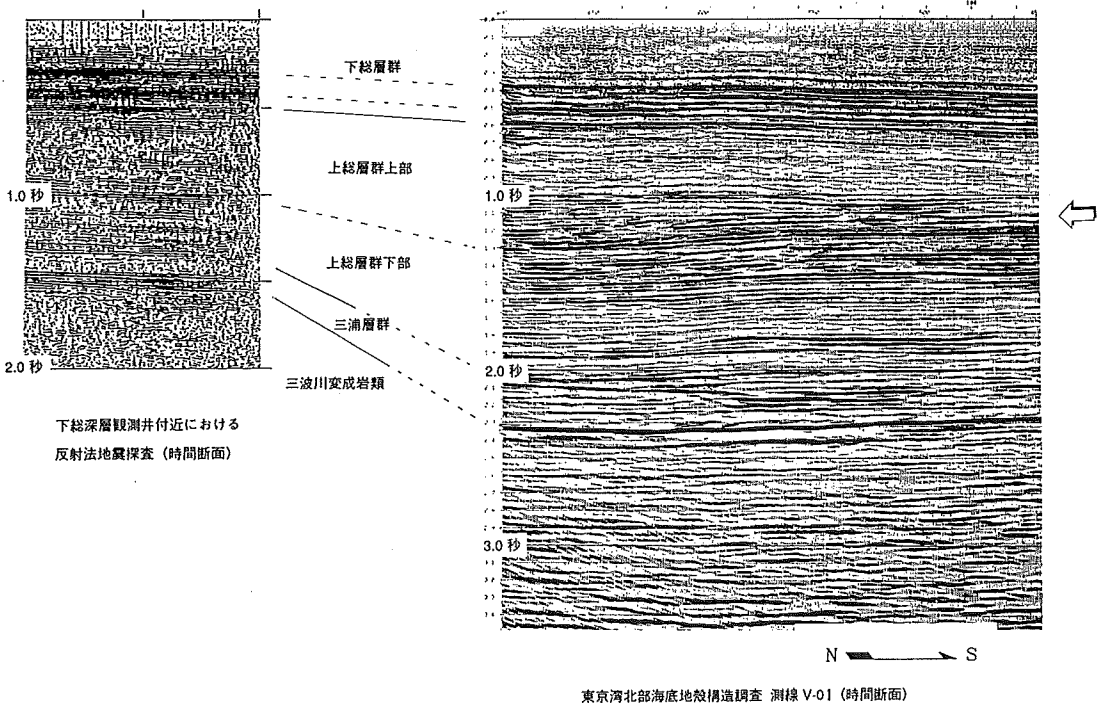 下総層群
上総層群上部
1.0 秒
1.0 秒
上総層群下部
三浦層群
2.0 秒
2.0 秒
三波川変成岩類
下総深層観測井付近における
反射法地震探査（時間断面）
3.0 秒
N S
東京湾北部海底地殻構造調査 測線 V-01（時間断面）